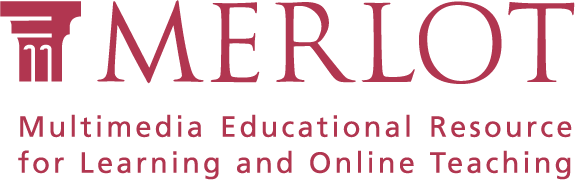 MERLOT
Multimedia Educational Resource
for Learning and Online Teaching